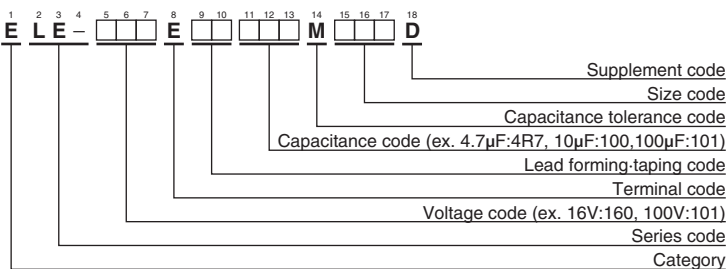 1 2 3 4 5 6 7 8 9 10 11 12 13 14 15 16 17 18
E L E – □□□ E □□ □□□ M □□□ D
Supplement code
Size code
Capacitance tolerance code
Capacitance code (ex. 4.7µF:4R7, 10µF:100,100µF:101)
Lead forming·taping code
Terminal code
Voltage code (ex. 16V:160, 100V:101)
Series code
Category